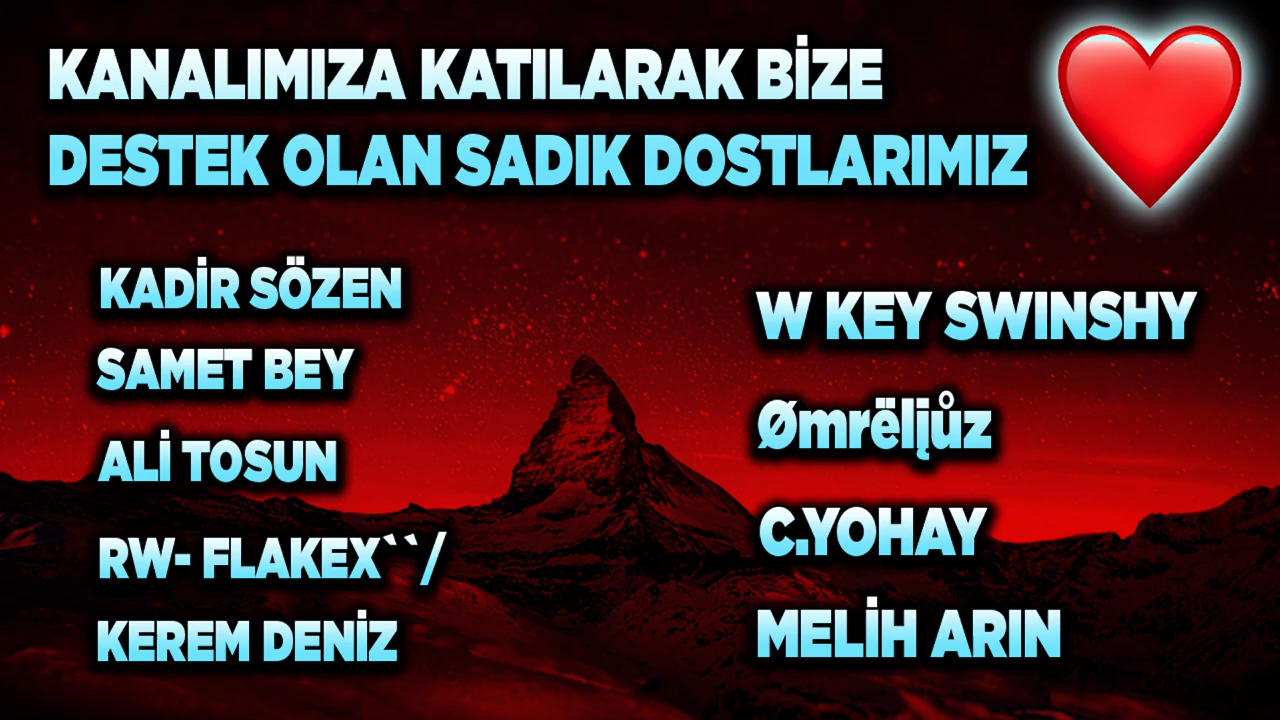 KANALIMIZA KATILARAK BİZE
DESTEK OLAN SADIK DOSTLARIMIZ
KADİR SÖZEN
SAMET BEY
ALİ TOSUN
RW- FLAKEX``/
KEREM DENİZ
W KEY SWINSHY
Ømrëlįůz
C.YOHAY
MELİH ARIN